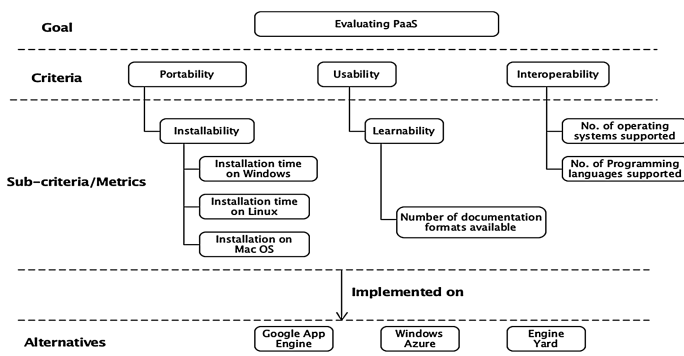 Goal
Evaluating PaaS
Criteria
Portability
Usability
Interoperability
Sub-criteria/Metrics
Installability
Installation time
on Windows
Installation time
on Linux
Installation on
Mac OS
Learnability
Number of documentation
formats available
No. of operating
systems supported
No. of Programming
languages supported
Implemented on
Alternatives
Google App
Engine
Windows
Azure
Engine
Yard